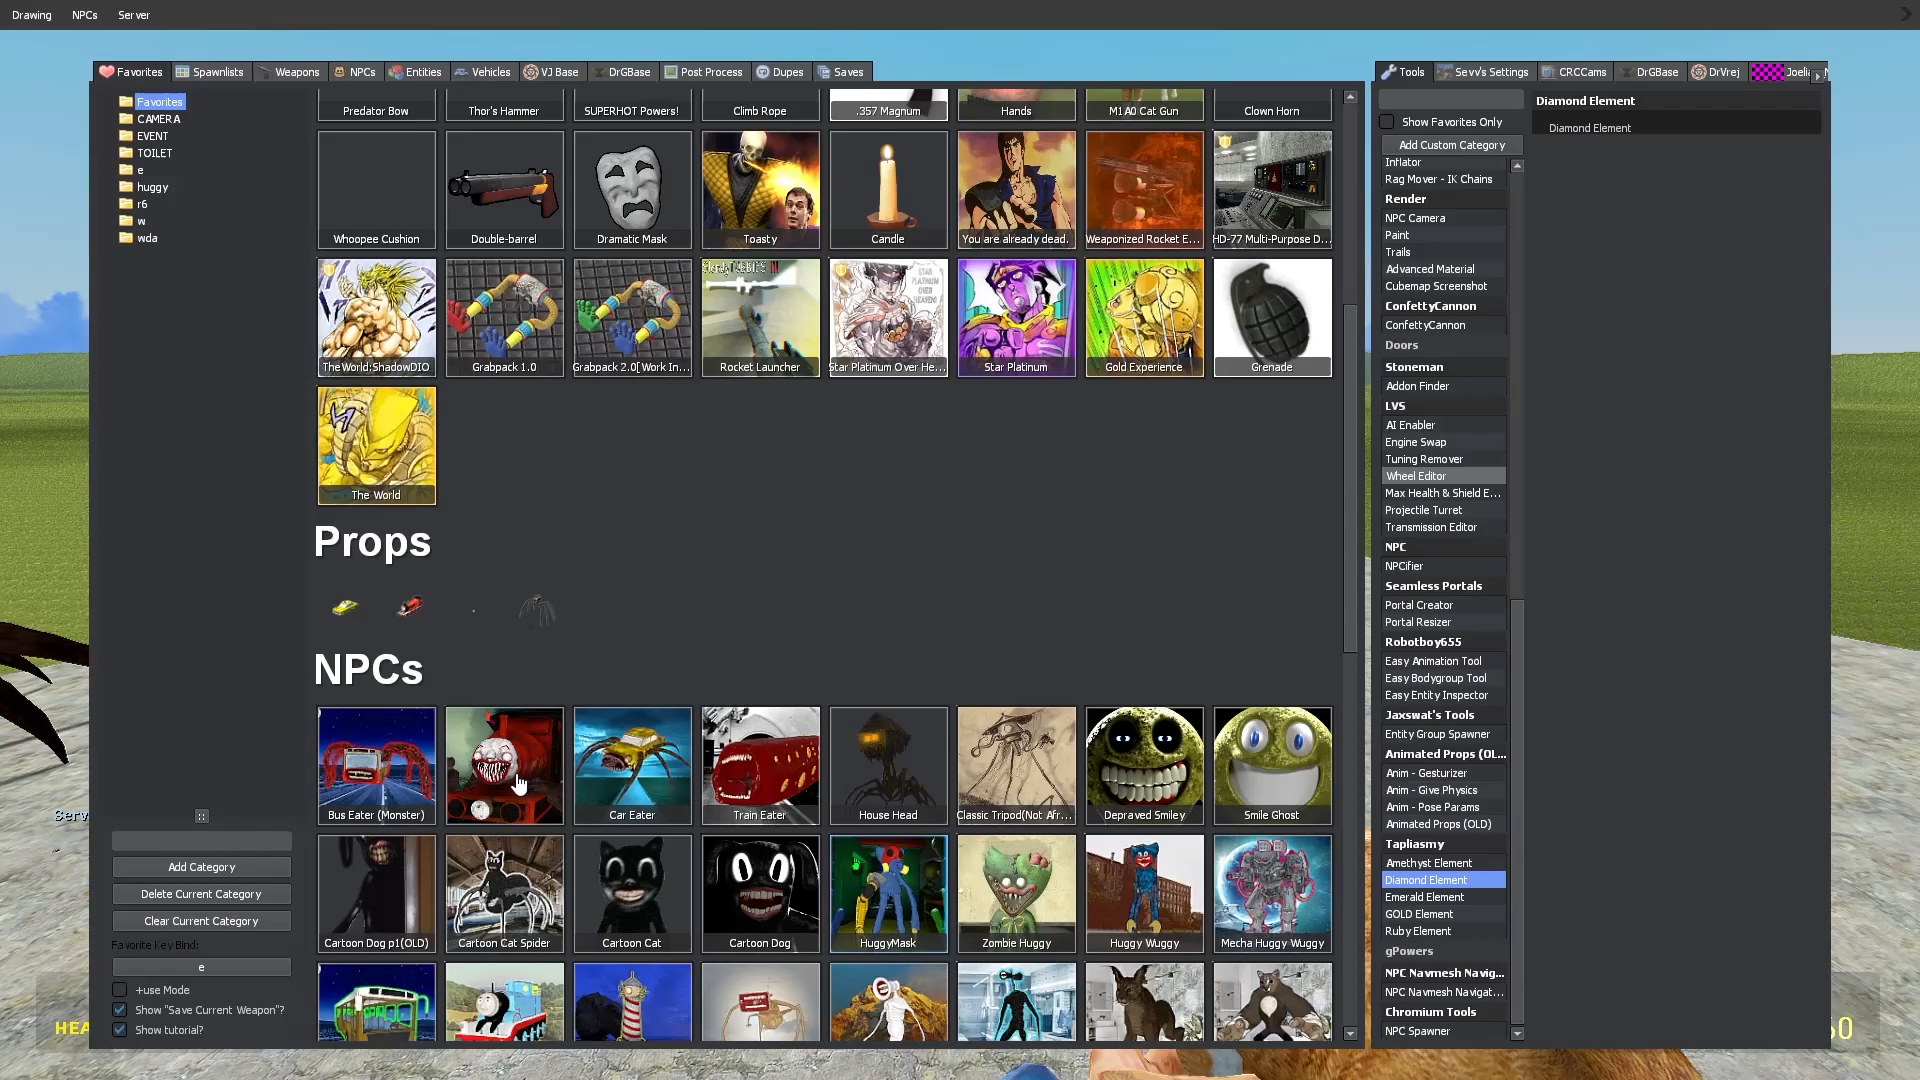 Drawing NPCs Server
Favorites Spawnlists Weapons NPCs Entities Vehicles VJ Base DrGBase Post Process Dupes Saves
Favorites
CAMERA
EVENT
TOILET
e
huggy
r6
w
wda
Predator Bow Thor's Hammer SUPERHOT Powers! Climb Rope .357 Magnum Hands M1A0 Cat Gun Clown Horn
Whoopee Cushion Double-barrel Dramatic Mask Toasty Candle You are already dead. Weaponized Rocket E... HD-77 Multi-Purpose D...
STAR PLATINUM OVER HEAVEN!
TheWorld:ShadowDIO Grabpack 1.0 Grabpack 2.0[Work In... Rocket Launcher Star Platinum Over He... Star Platinum Gold Experience Grenade
The World
Props
NPCs
Bus Eater (Monster) Car Eater Train Eater House Head Classic Tripod(Not Afr... Depraved Smiley Smile Ghost
Cartoon Dog p1(OLD) Cartoon Cat Spider Cartoon Cat Cartoon Dog HuggyMask Zombie Huggy Huggy Wuggy Mecha Huggy Wuggy
Serv
Add Category
Delete Current Category
Clear Current Category
Favorite Key Bind:
e
+use Mode
Show "Save Current Weapon"?
Show tutorial?
HEA
Tools Sevv's Settings CRCCams DrGBase DrVrej Joeli
Show Favorites Only
Add Custom Category
Inflator
Rag Mover - IK Chains
Render
NPC Camera
Paint
Trails
Advanced Material
Cubemap Screenshot
ConfettyCannon
ConfettyCannon
Doors
Stoneman
Addon Finder
LVS
AI Enabler
Engine Swap
Tuning Remover
Wheel Editor
Max Health & Shield E...
Projectile Turret
Transmission Editor
NPC
NPCifier
Seamless Portals
Portal Creator
Portal Resizer
Robotboy655
Easy Animation Tool
Easy Bodygroup Tool
Easy Entity Inspector
Jaxswat's Tools
Entity Group Spawner
Animated Props (OL...
Anim - Gesturizer
Anim - Give Physics
Anim - Pose Params
Animated Props (OLD)
Tapliasmy
Amethyst Element
Diamond Element
Emerald Element
GOLD Element
Ruby Element
gPowers
NPC Navmesh Navig...
NPC Navmesh Navigat...
Chromium Tools
NPC Spawner
Diamond Element
Diamond Element